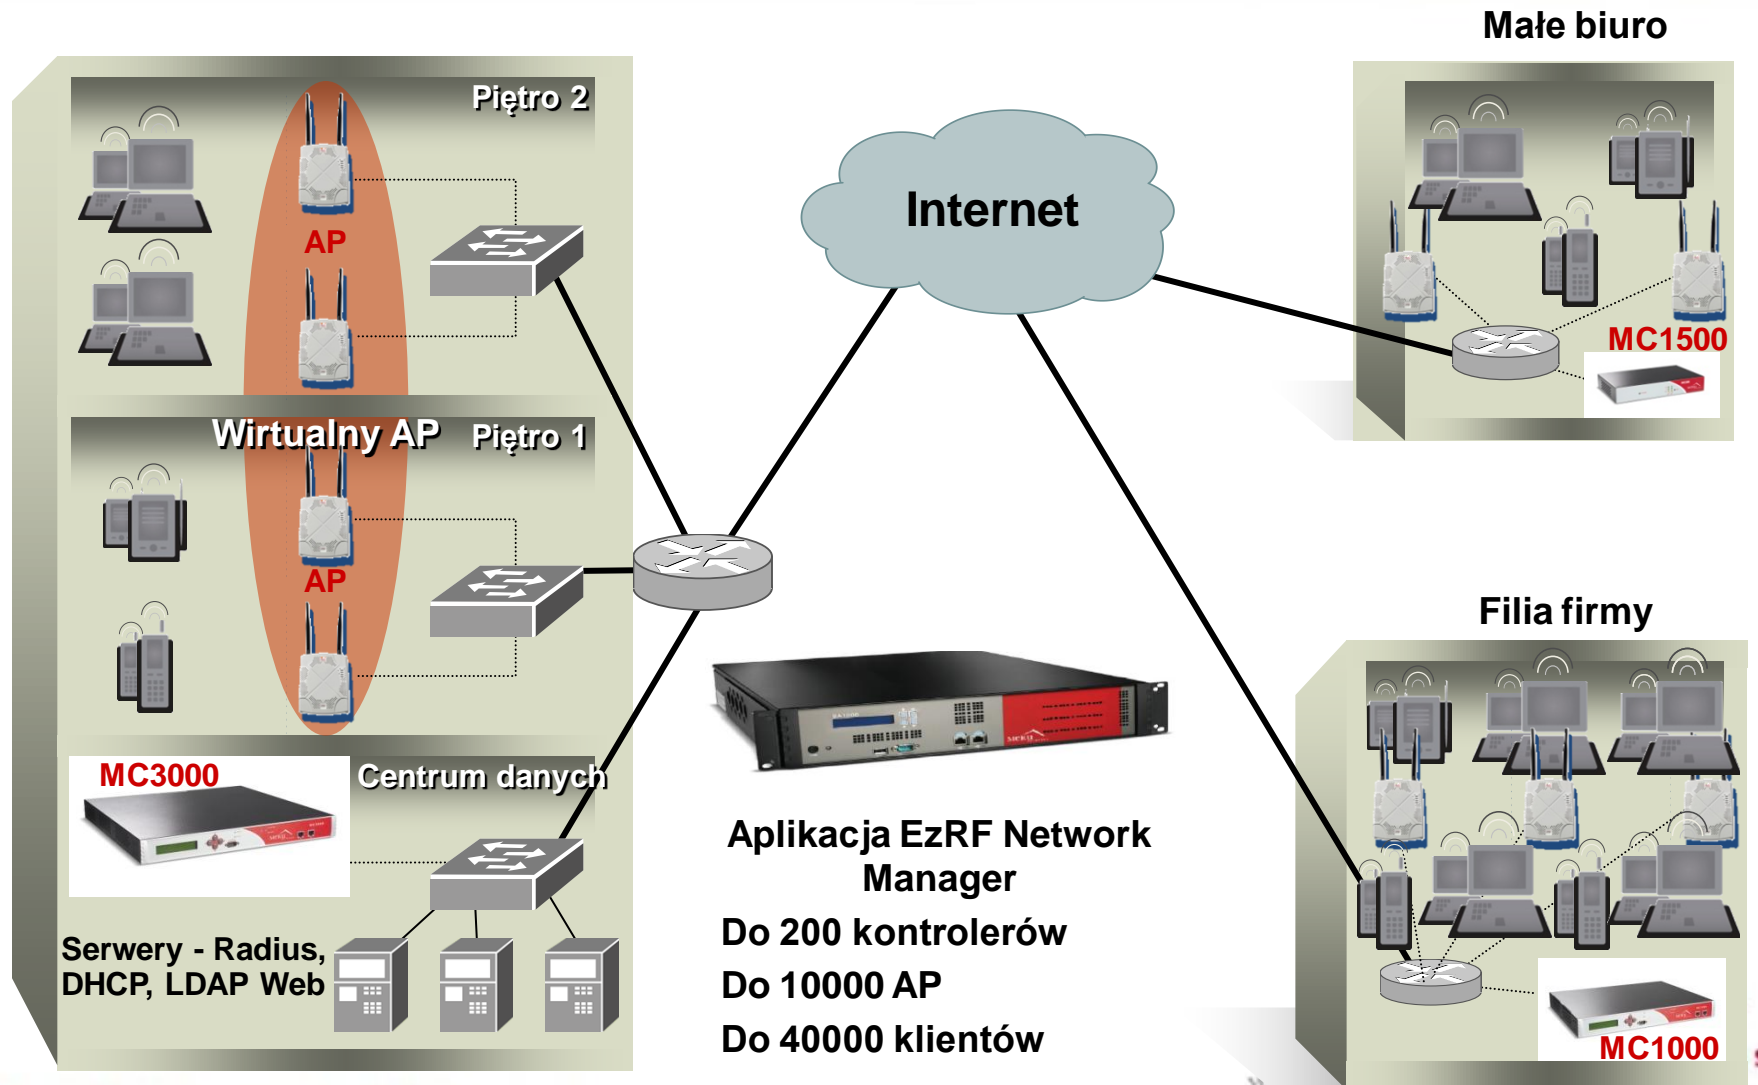 Małe biuro
Piętro 2
AP
Internet
MC1500
Wirtualny AP
Piętro 1
AP
Filia firmy
MC3000
Centrum danych
Aplikacja EzRF Network
Manager
Do 200 kontrolerów
Do 10000 AP
Do 40000 klientów
Serwery - Radius,
DHCP, LDAP Web
MC1000
MERU